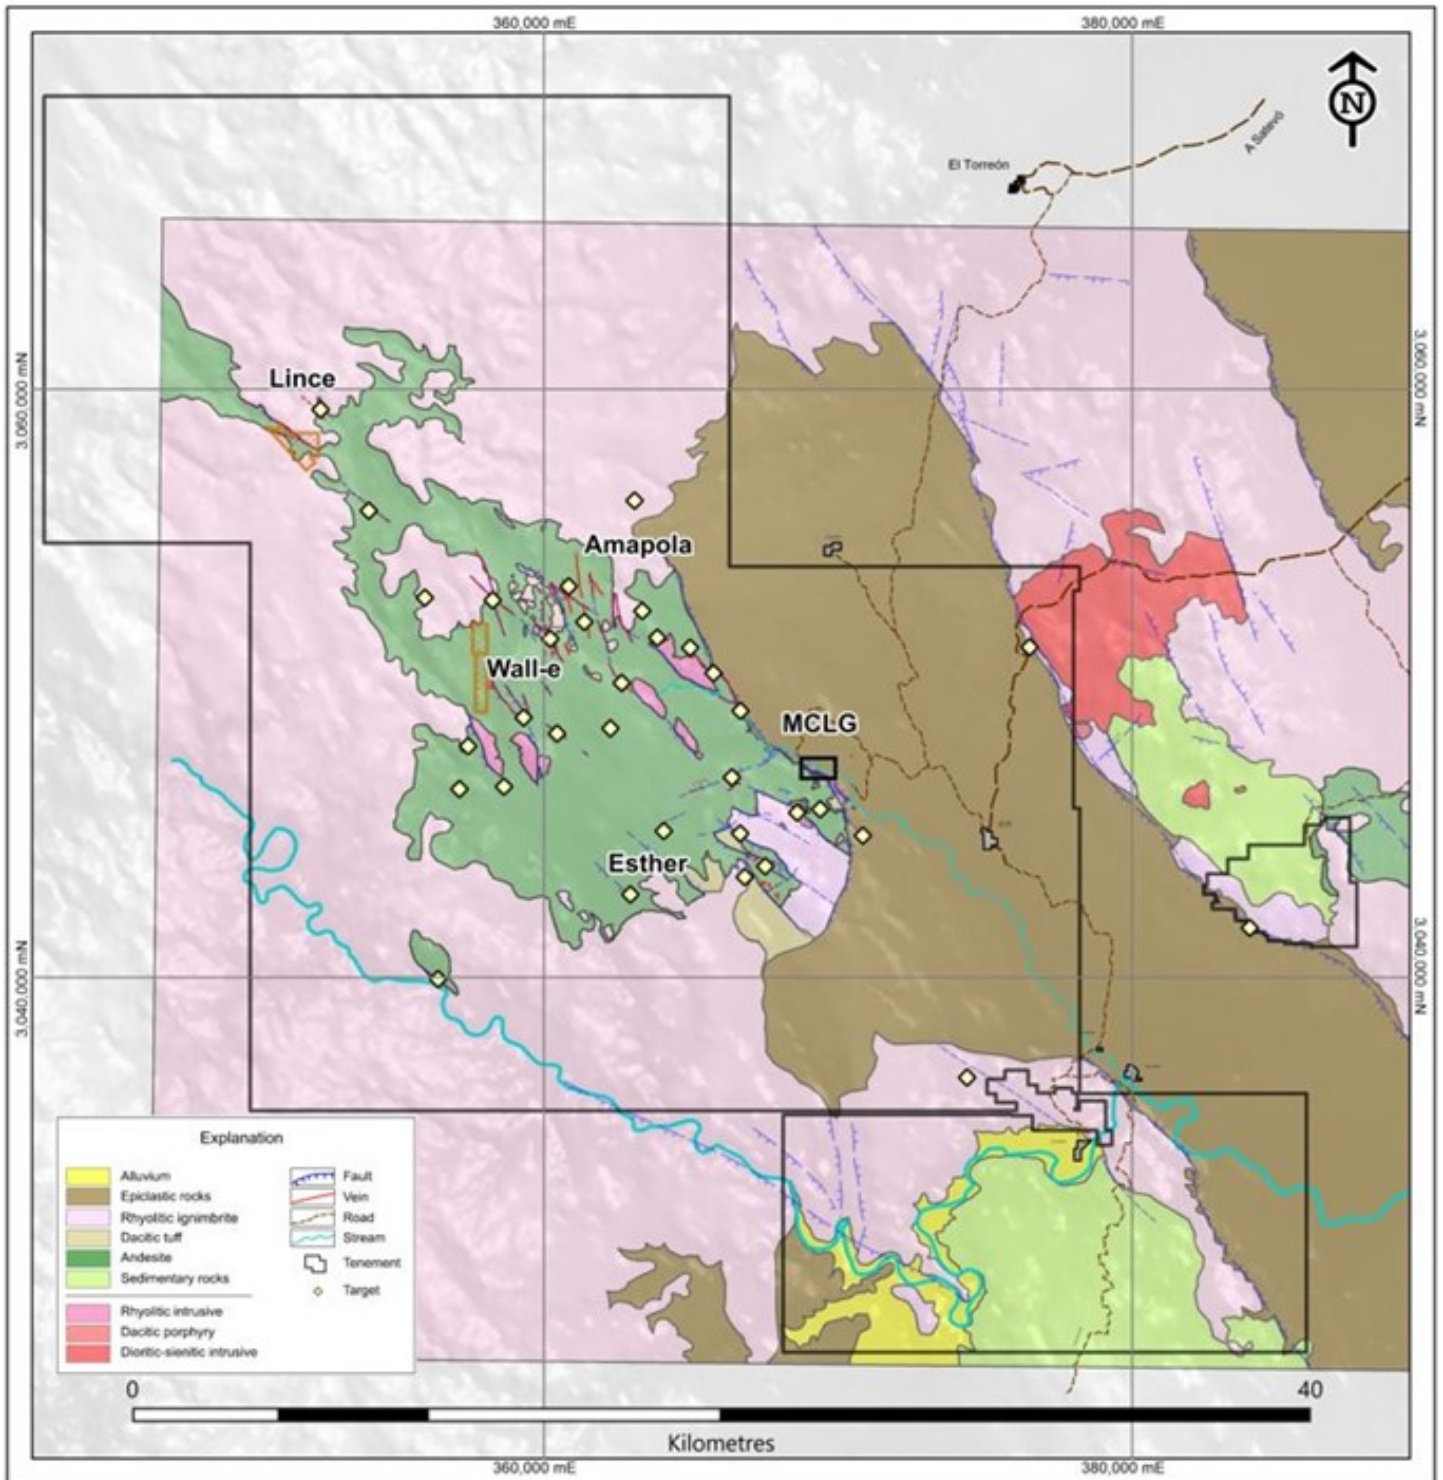 360,000 mE
380,000 mE
N
El Torreón
A Satevó
3,060,000 mN
3,060,000 mN
Lince
Amapola
Wall-e
MCLG
Esther
3,040,000 mN
3,040,000 mN
Explanation
Alluvium
Epiclastic rocks
Rhyolitic ignimbrite
Dacitic tuff
Andesite
Sedimentary rocks
Rhyolitic intrusive
Dacitic porphyry
Dioritic-sienitic intrusive
Fault
Vein
Road
Stream
Tenement
Target
0
40
Kilometres
360,000 mE
380,000 mE